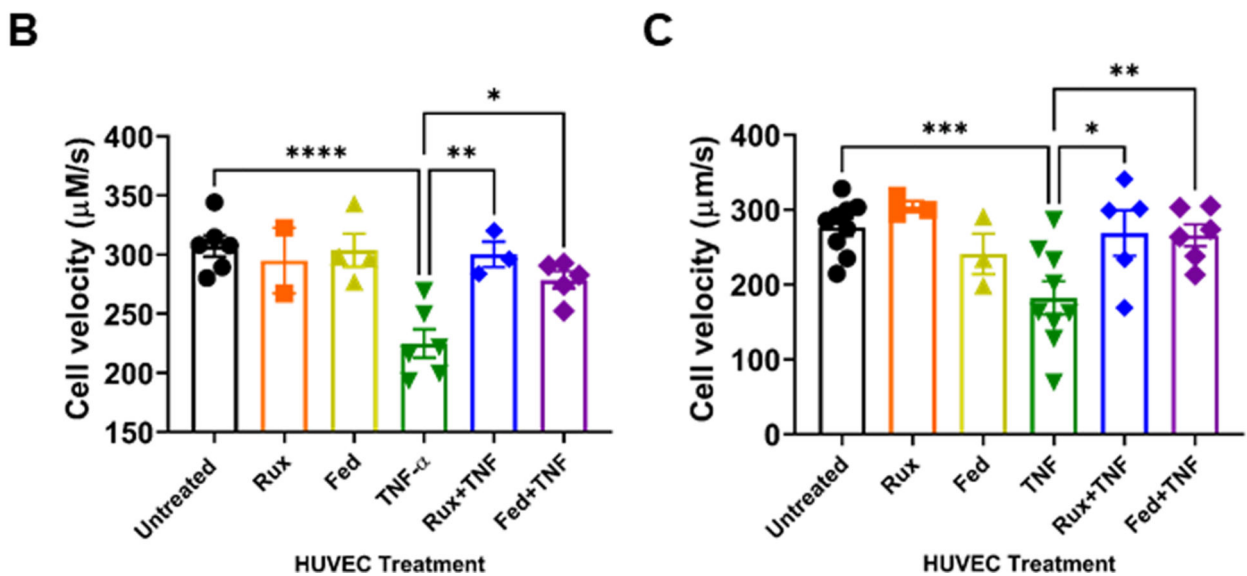 B
Cell velocity (μM/s)
400
350
300
250
200
150
****
**
*
Untreated
Rux
Fed
TNF-α
Rux+TNF
Fed+TNF
HUVEC Treatment
C
Cell velocity (μm/s)
400
300
200
100
0
***
*
**
Untreated
Rux
Fed
TNF
Rux+TNF
Fed+TNF
HUVEC Treatment